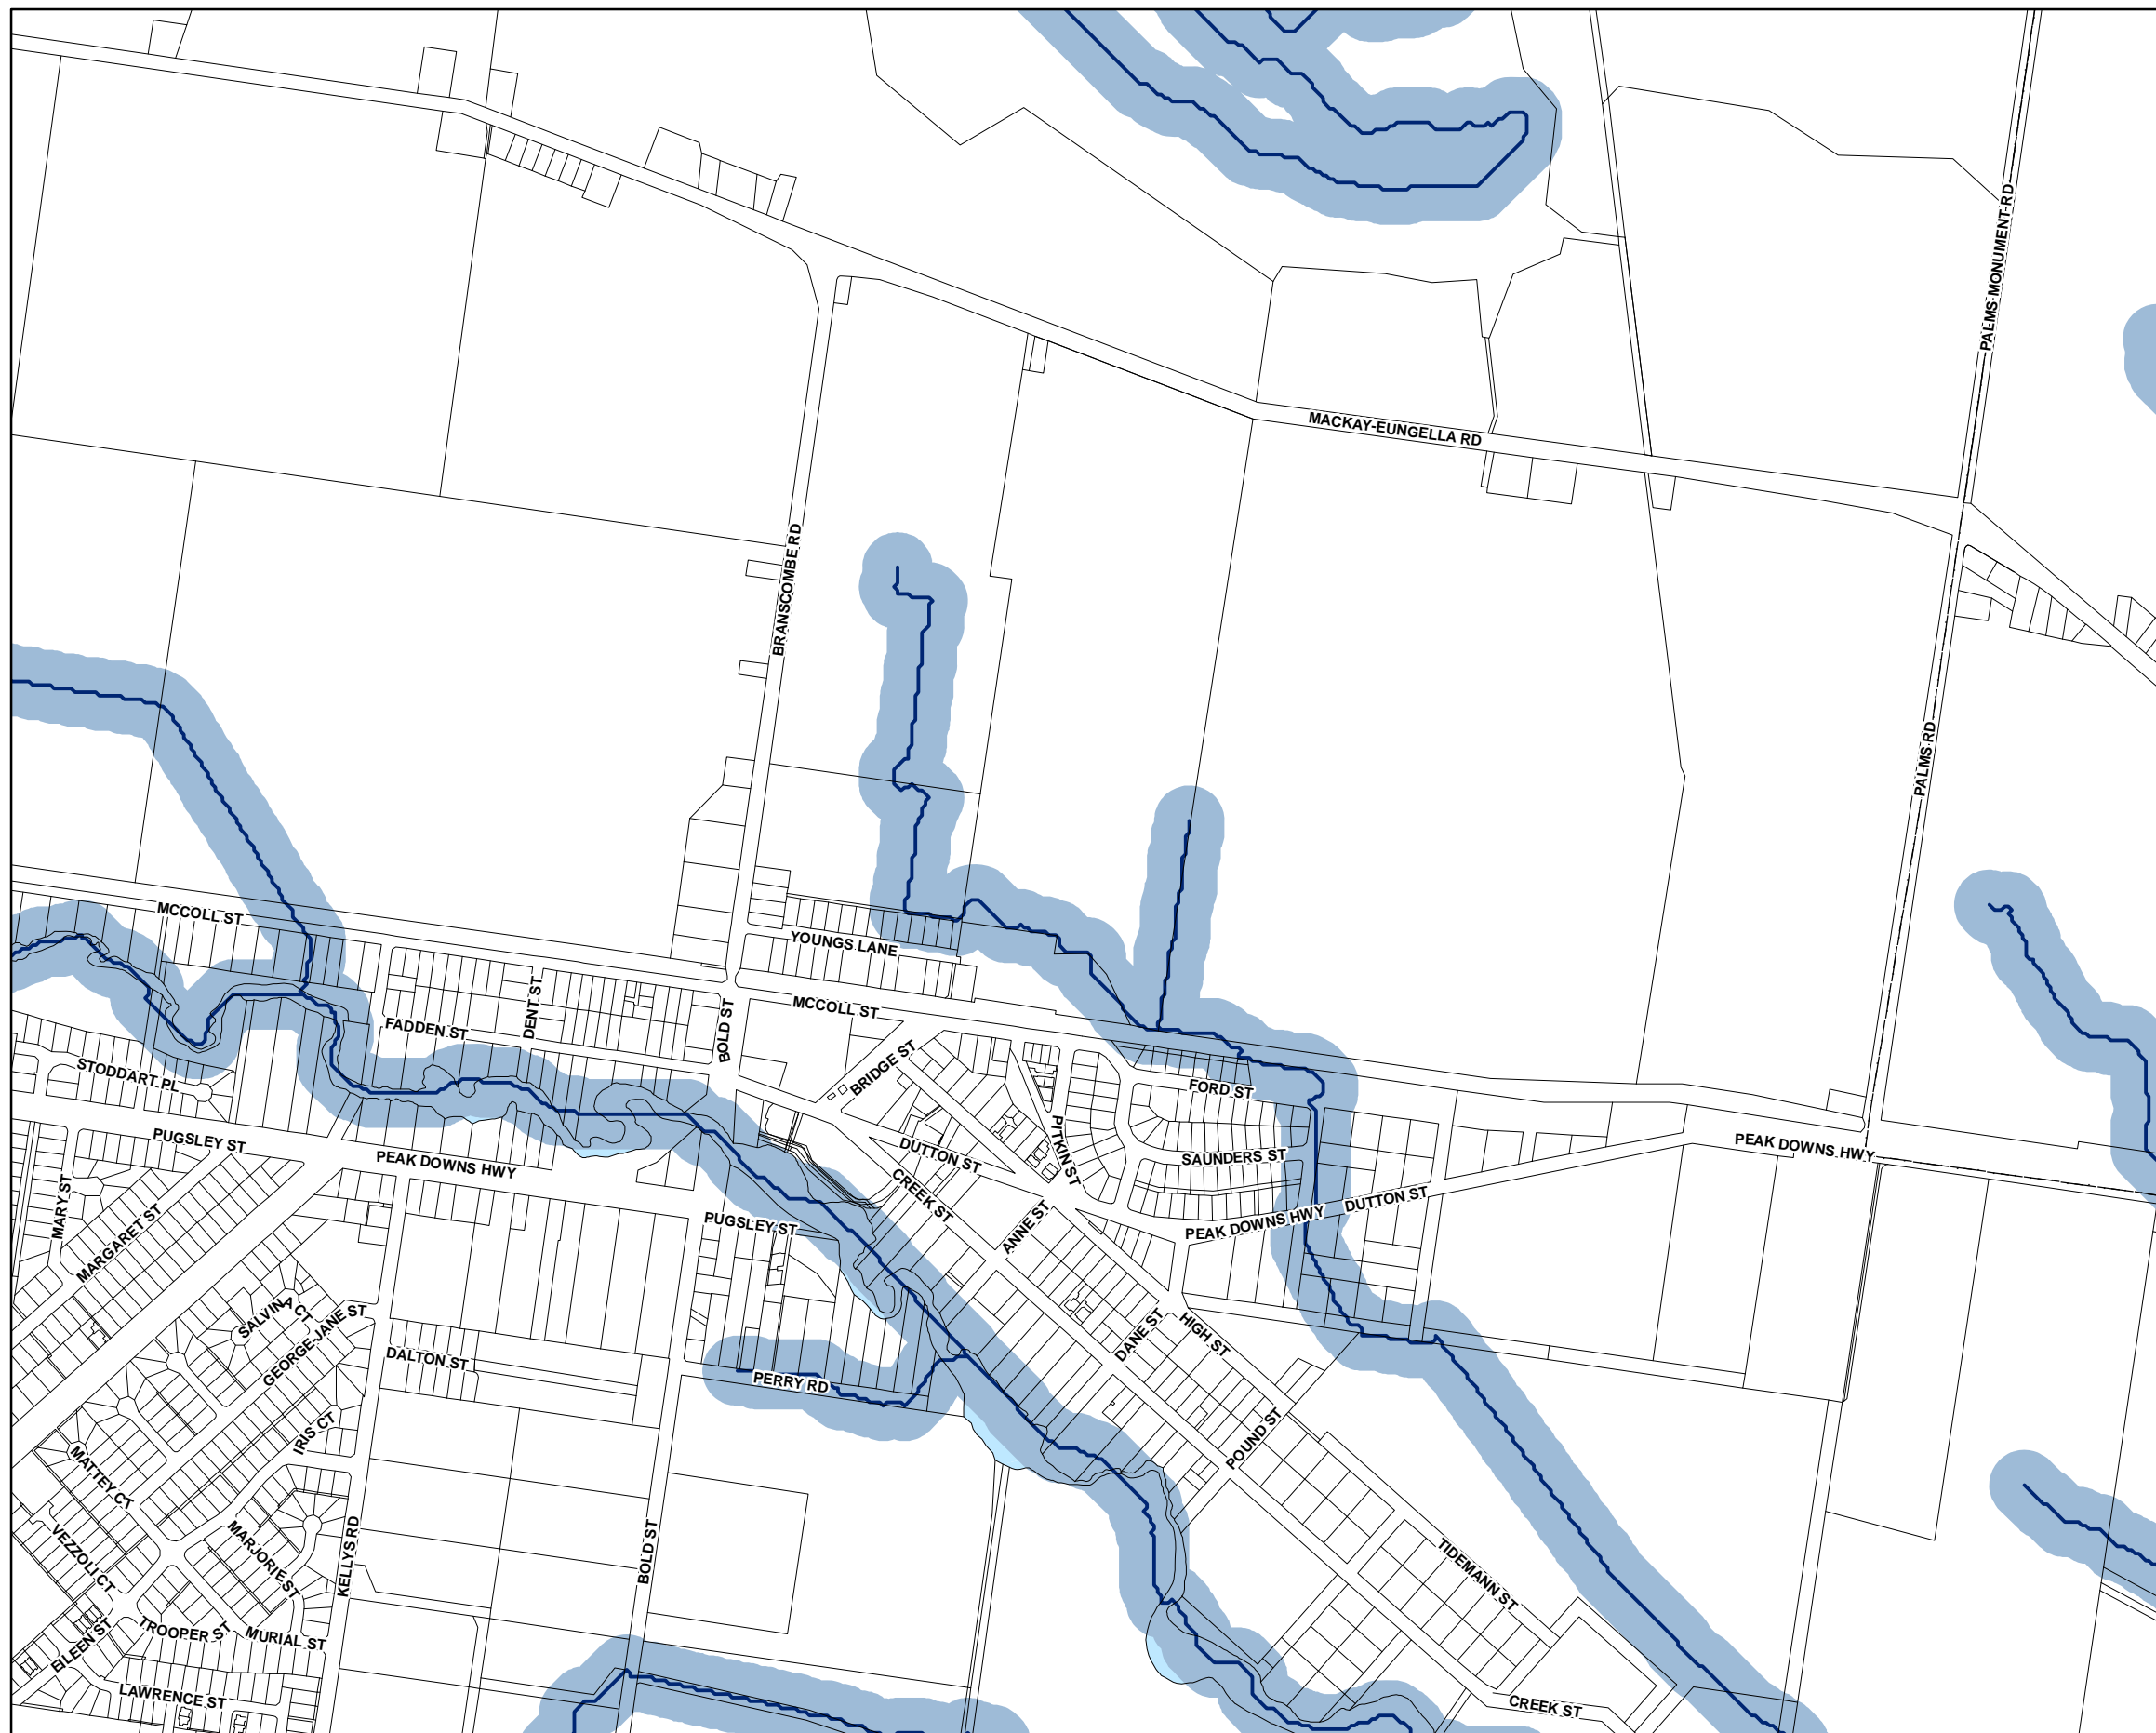 PALMS MONUMENT RD
MACKAY-EUNGELLA RD
BRANSCOMBE RD
PALMS RD
MCCOLL ST
YOUNGS LANE
DENT ST
FADDEN ST
BOLD ST
MCCOLL ST
BRIDGE ST
STODDART PL
FORD ST
PITKIN ST
PUGSLEY ST
PEAK DOWNS HWY
DUTTON ST
SAUNDERS ST
PEAK DOWNS HWY
MARY ST
MARGARET ST
CREEK ST
ANNE ST
PUGSLEY ST
PEAK DOWNS HWY
DUTTON ST
SALVINA CT
GEORGE-JANE ST
DALTON ST
PERRY RD
DANE ST
HIGH ST
IRIS CT
POUND ST
MATTEY CT
VEZZOLI CT
MARJORIE ST
KELLYS RD
BOLD ST
TIDEMANN ST
EILEEN ST
TROOPER ST
MURIAL ST
LAWRENCE ST
CREEK ST